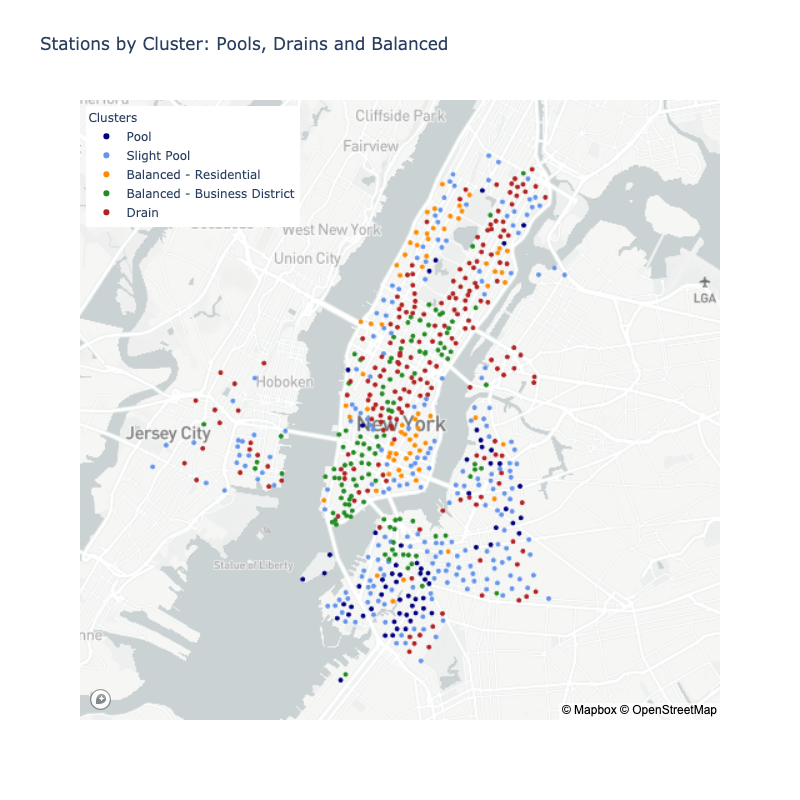 Stations by Cluster: Pools, Drains and Balanced
Cliffside Park
Clusters
Pool
Fairview
Slight Pool
Balanced - Residential
Balanced - Business District
Drain
West New York
Union City
LGA
Hoboken
New York
Jersey City
Statue of Liberty
© Mapbox © OpenStreetMap